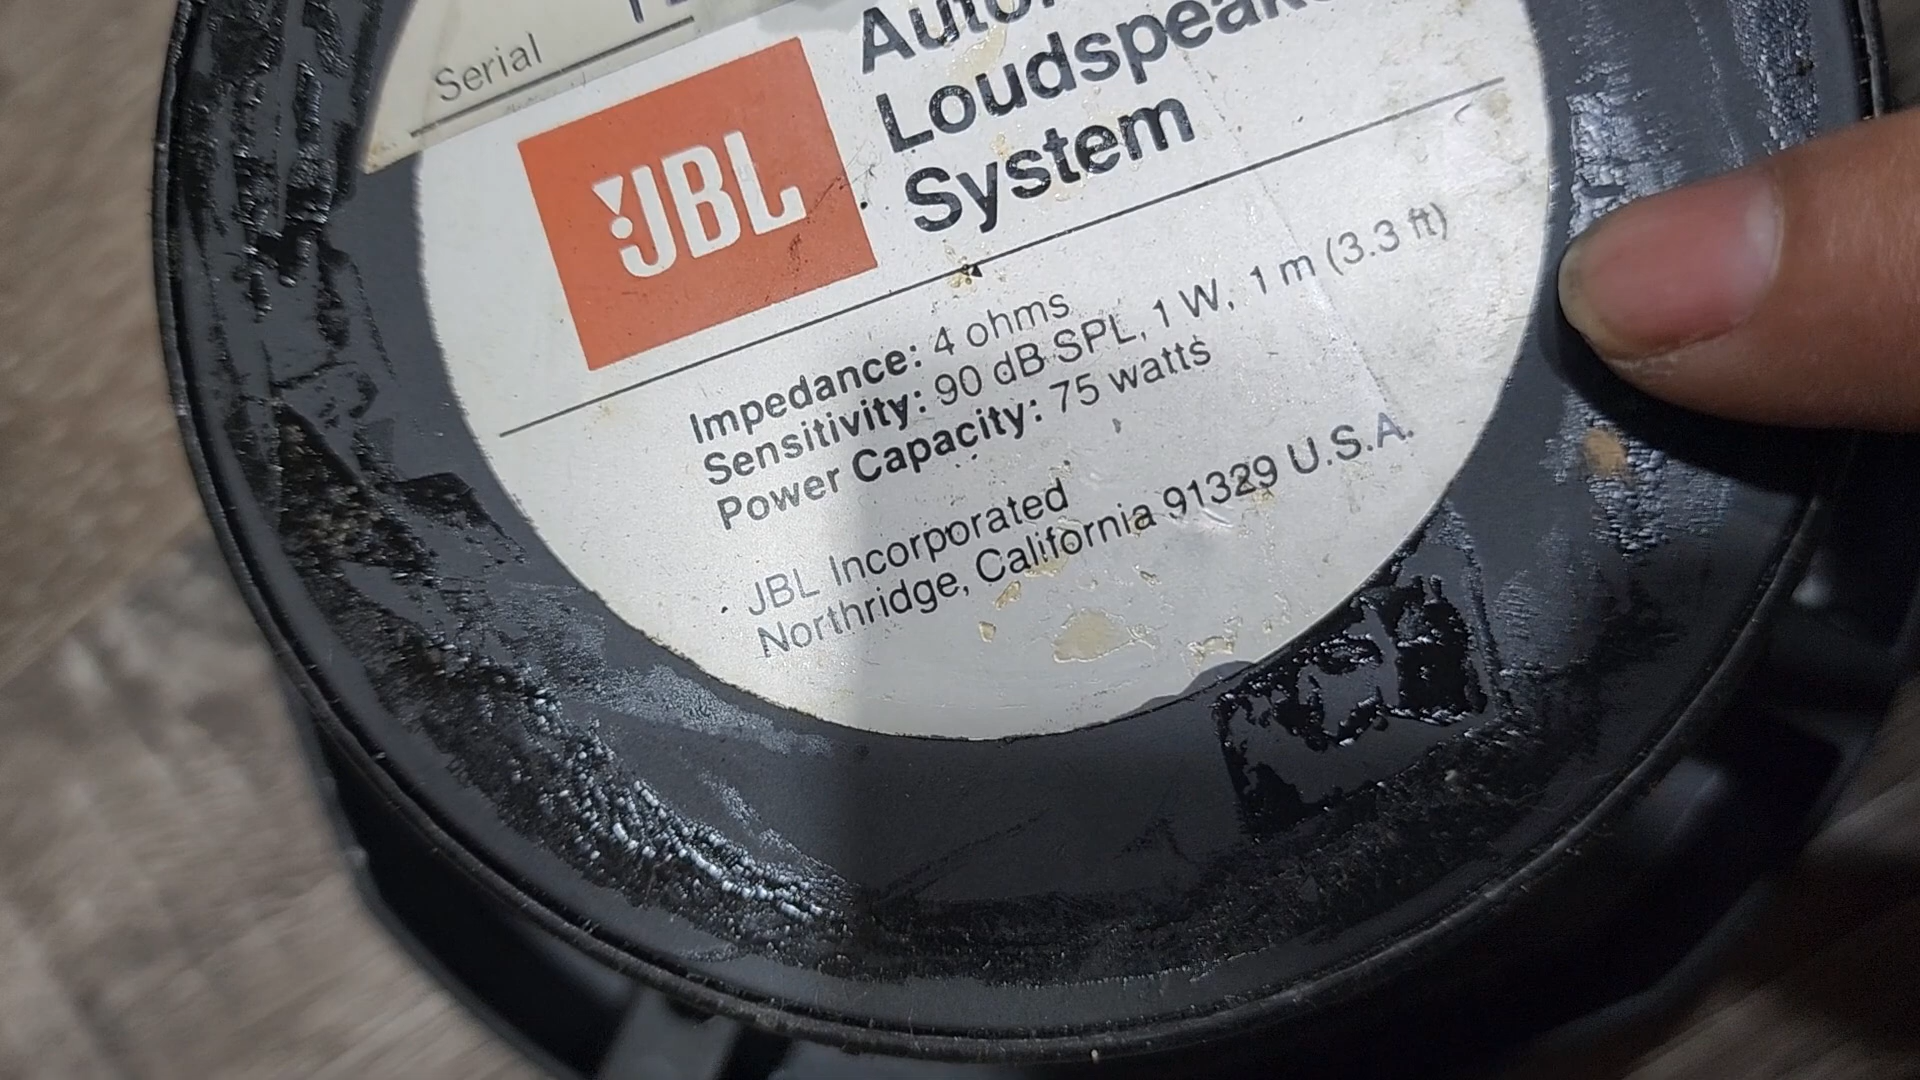 Serial
JBL
Loudspeake
System
Impedance: 4 ohms
Sensitivity: 90 dB SPL, 1 W, 1 m (3.3 ft)
Power Capacity: 75 watts
JBL Incorporated
Northridge, California 91329 U.S.A.